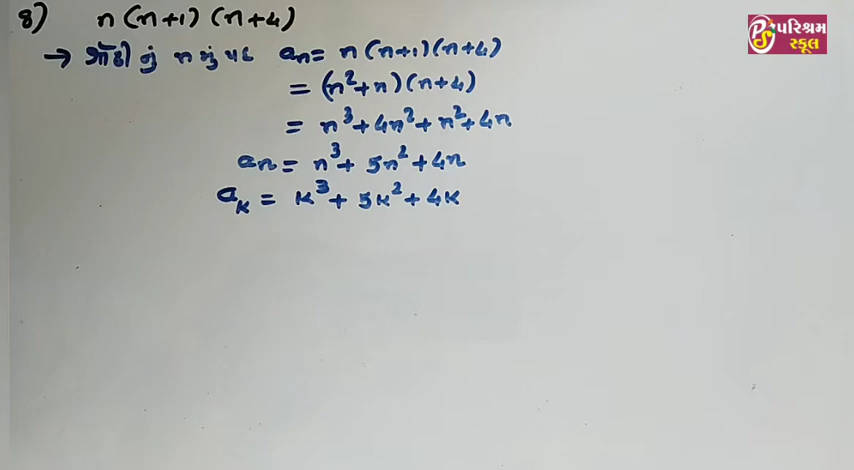 8) n(n+1)(n+4)
→ શ્રેણી નું n મું પદ an = n(n+1)(n+4)
= (n²+n)(n+4)
= n³+4n²+n²+4n
an = n³+5n²+4n
ak = k³+5k²+4k
પરિશ્રમ
સ્કૂલ